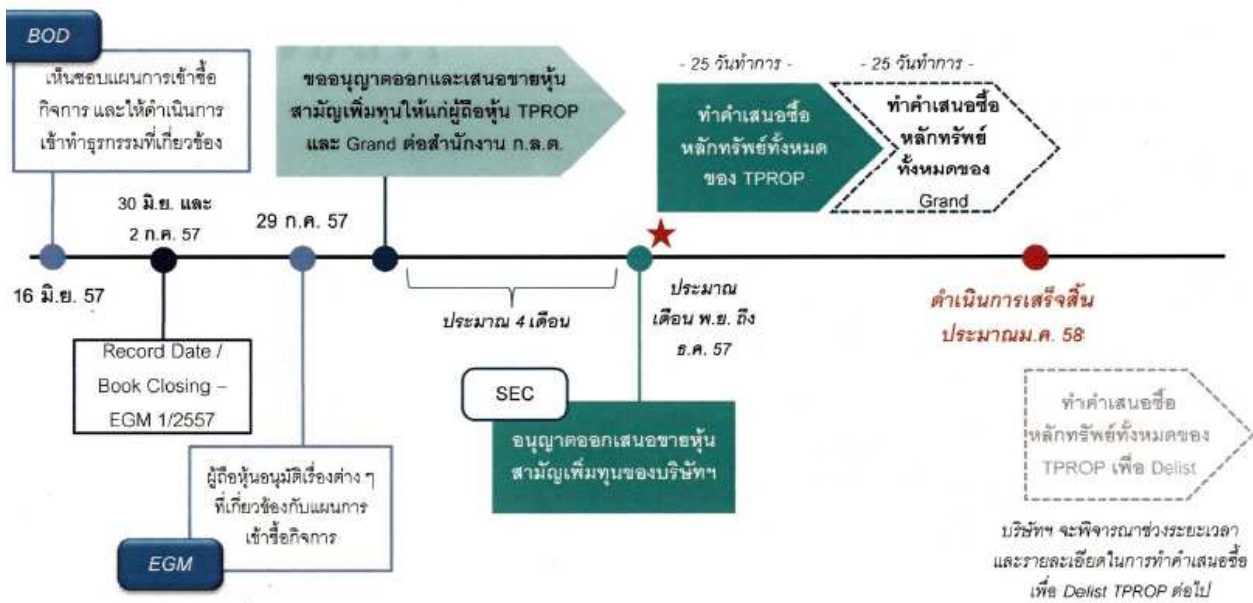 BOD
เห็นชอบแผนการเข้าซื้อ
กิจการ และให้ดำเนินการ
เข้าทำธุรกรรมที่เกี่ยวข้อง
ขออนุญาตออกและเสนอขายหุ้น
สามัญเพิ่มทุนให้แก่ผู้ถือหุ้น TPROP
และ Grand ต่อสำนักงาน ก.ล.ต.
- 25 วันทำการ -
ทำคำเสนอซื้อ
หลักทรัพย์ทั้งหมด
ของ TPROP
- 25 วันทำการ -
ทำคำเสนอซื้อ
หลักทรัพย์
ทั้งหมดของ
Grand
16 มิ.ย. 57
30 มิ.ย. และ
2 ก.ค. 57
29 ก.ค. 57
ประมาณ 4 เดือน
ประมาณ
เดือน พ.ย. ถึง
ธ.ค. 57
ดำเนินการเสร็จสิ้น
ประมาณม.ค. 58
Record Date /
Book Closing –
EGM 1/2557
ผู้ถือหุ้นอนุมัติเรื่องต่าง ๆ
ที่เกี่ยวข้องกับแผนการ
เข้าซื้อกิจการ
EGM
SEC
อนุญาตออกเสนอขายหุ้น
สามัญเพิ่มทุนของบริษัทฯ
ทำคำเสนอซื้อ
หลักทรัพย์ทั้งหมดของ
TPROP เพื่อ Delist
บริษัทฯ จะพิจารณาช่วงระยะเวลา
และรายละเอียดในการทำคำเสนอซื้อ
เพื่อ Delist TPROP ต่อไป